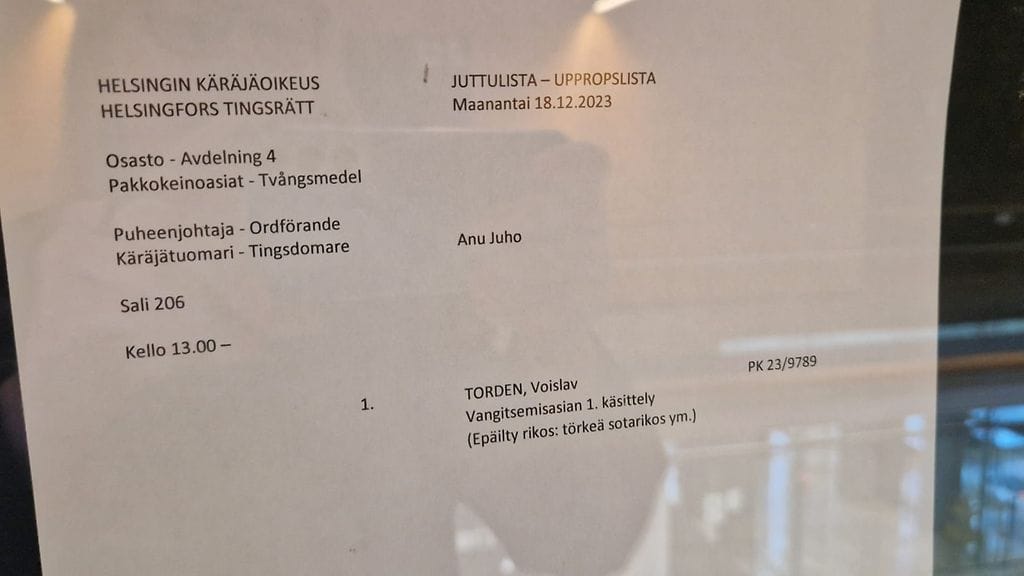 HELSINGIN KÄRÄJÄOIKEUS
HELSINGFORS TINGSRÄTT
JUTTULISTA – UPPROPSLISTA
Maanantai 18.12.2023
Osasto - Avdelning 4
Pakkokeinoasiat - Tvångsmedel
Puheenjohtaja - Ordförande
Käräjätuomari - Tingsdomare
Anu Juho
Sali 206
Kello 13.00 –
PK 23/9789
1.
TORDEN, Voislav
Vangitsemisasian 1. käsittely
(Epäilty rikos: törkeä sotarikos ym.)